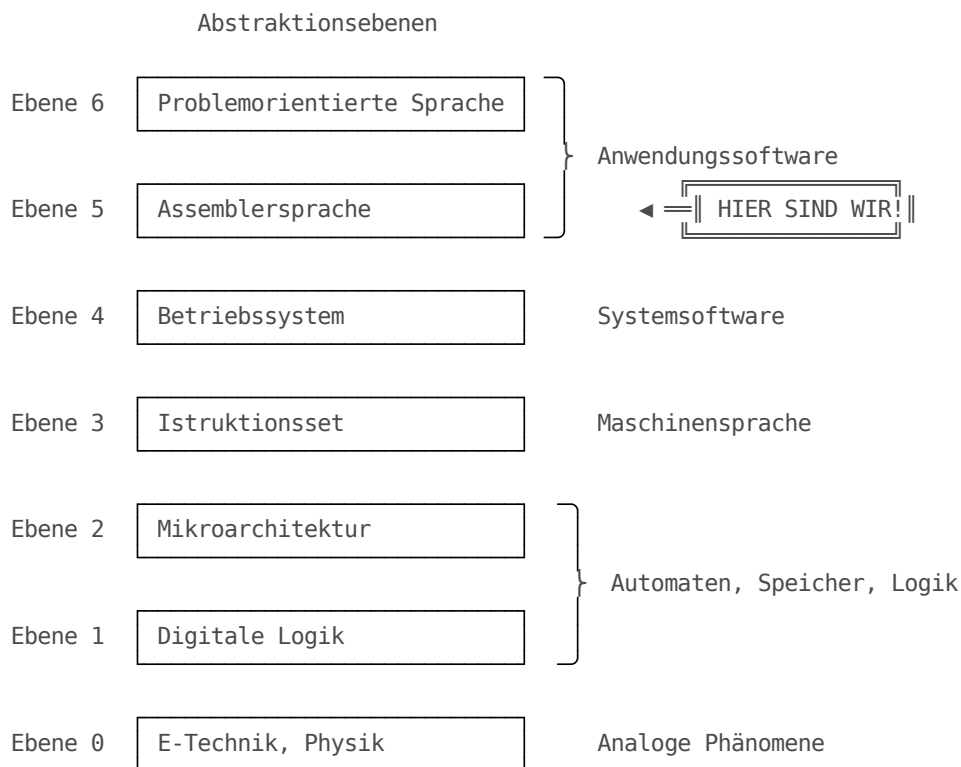 Abstraktionsebenen
Ebene 6 Problemorientierte Sprache
Anwendungssoftware
Ebene 5 Assemblersprache HIER SIND WIR!
Ebene 4 Betriebssystem Systemsoftware
Ebene 3 Istruktionsset Maschinensprache
Ebene 2 Mikroarchitektur
Automaten, Speicher, Logik
Ebene 1 Digitale Logik
Ebene 0 E-Technik, Physik Analoge Phänomene